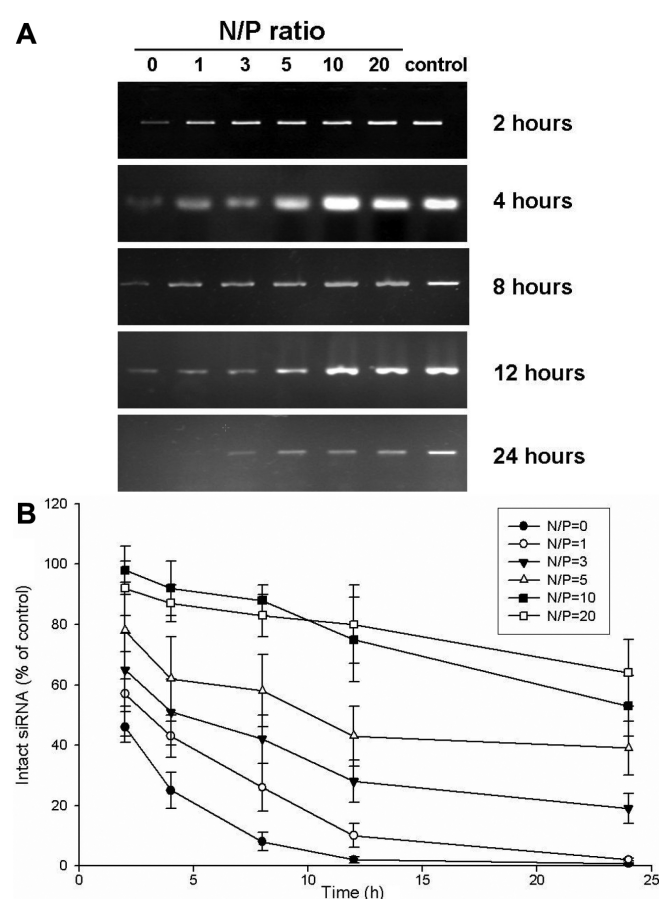 A
N/P ratio
0 1 3 5 10 20 control
2 hours
4 hours
8 hours
12 hours
24 hours
B
120
100
80
60
40
20
0
Intact siRNA (% of control)
N/P=0
N/P=1
N/P=3
N/P=5
N/P=10
N/P=20
0 5 10 15 20 25
Time (h)